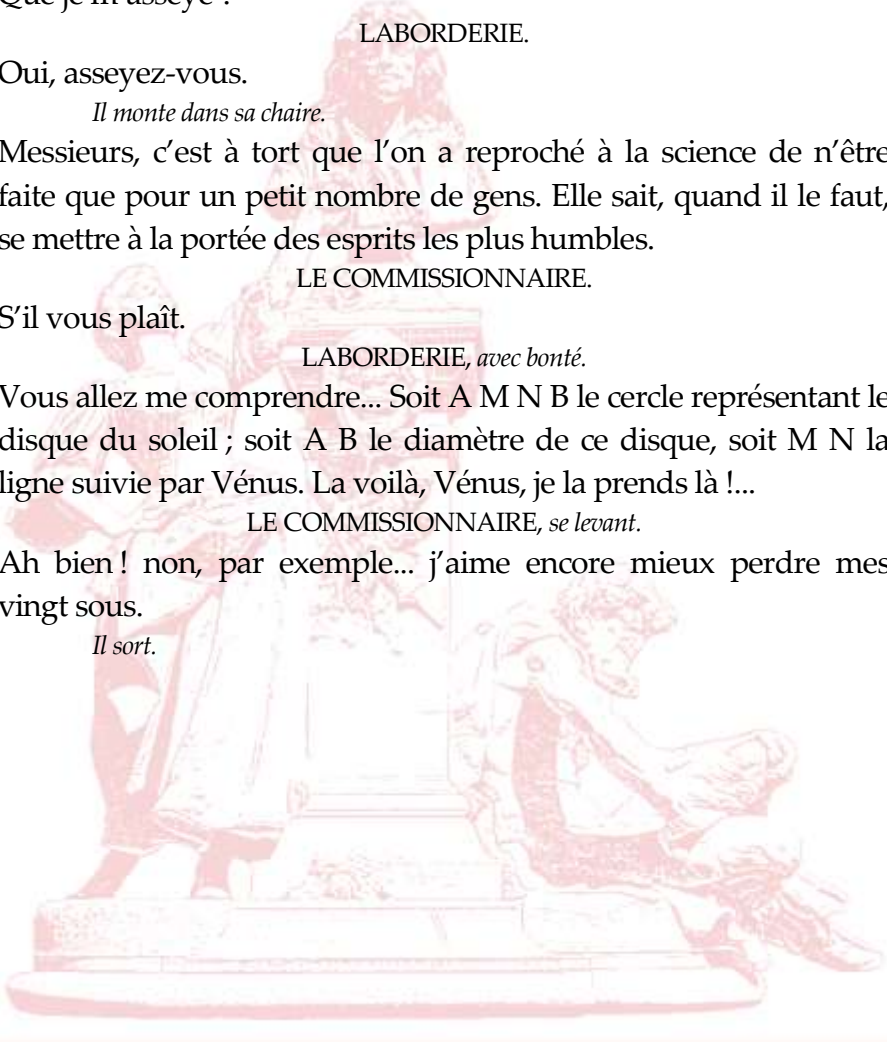 Que je m'asseye ?
LABORDERIE.
Oui, asseyez-vous.
Il monte dans sa chaire.
Messieurs, c’est à tort que l’on a reproché à la science de n’être
faite que pour un petit nombre de gens. Elle sait, quand il le faut,
se mettre à la portée des esprits les plus humbles.
LE COMMISSIONNAIRE.
S’il vous plaît.
LABORDERIE, avec bonté.
Vous allez me comprendre... Soit A M N B le cercle représentant le
disque du soleil ; soit A B le diamètre de ce disque, soit M N la
ligne suivie par Vénus. La voilà, Vénus, je la prends là !...
LE COMMISSIONNAIRE, se levant.
Ah bien ! non, par exemple... j’aime encore mieux perdre mes
vingt sous.
Il sort.